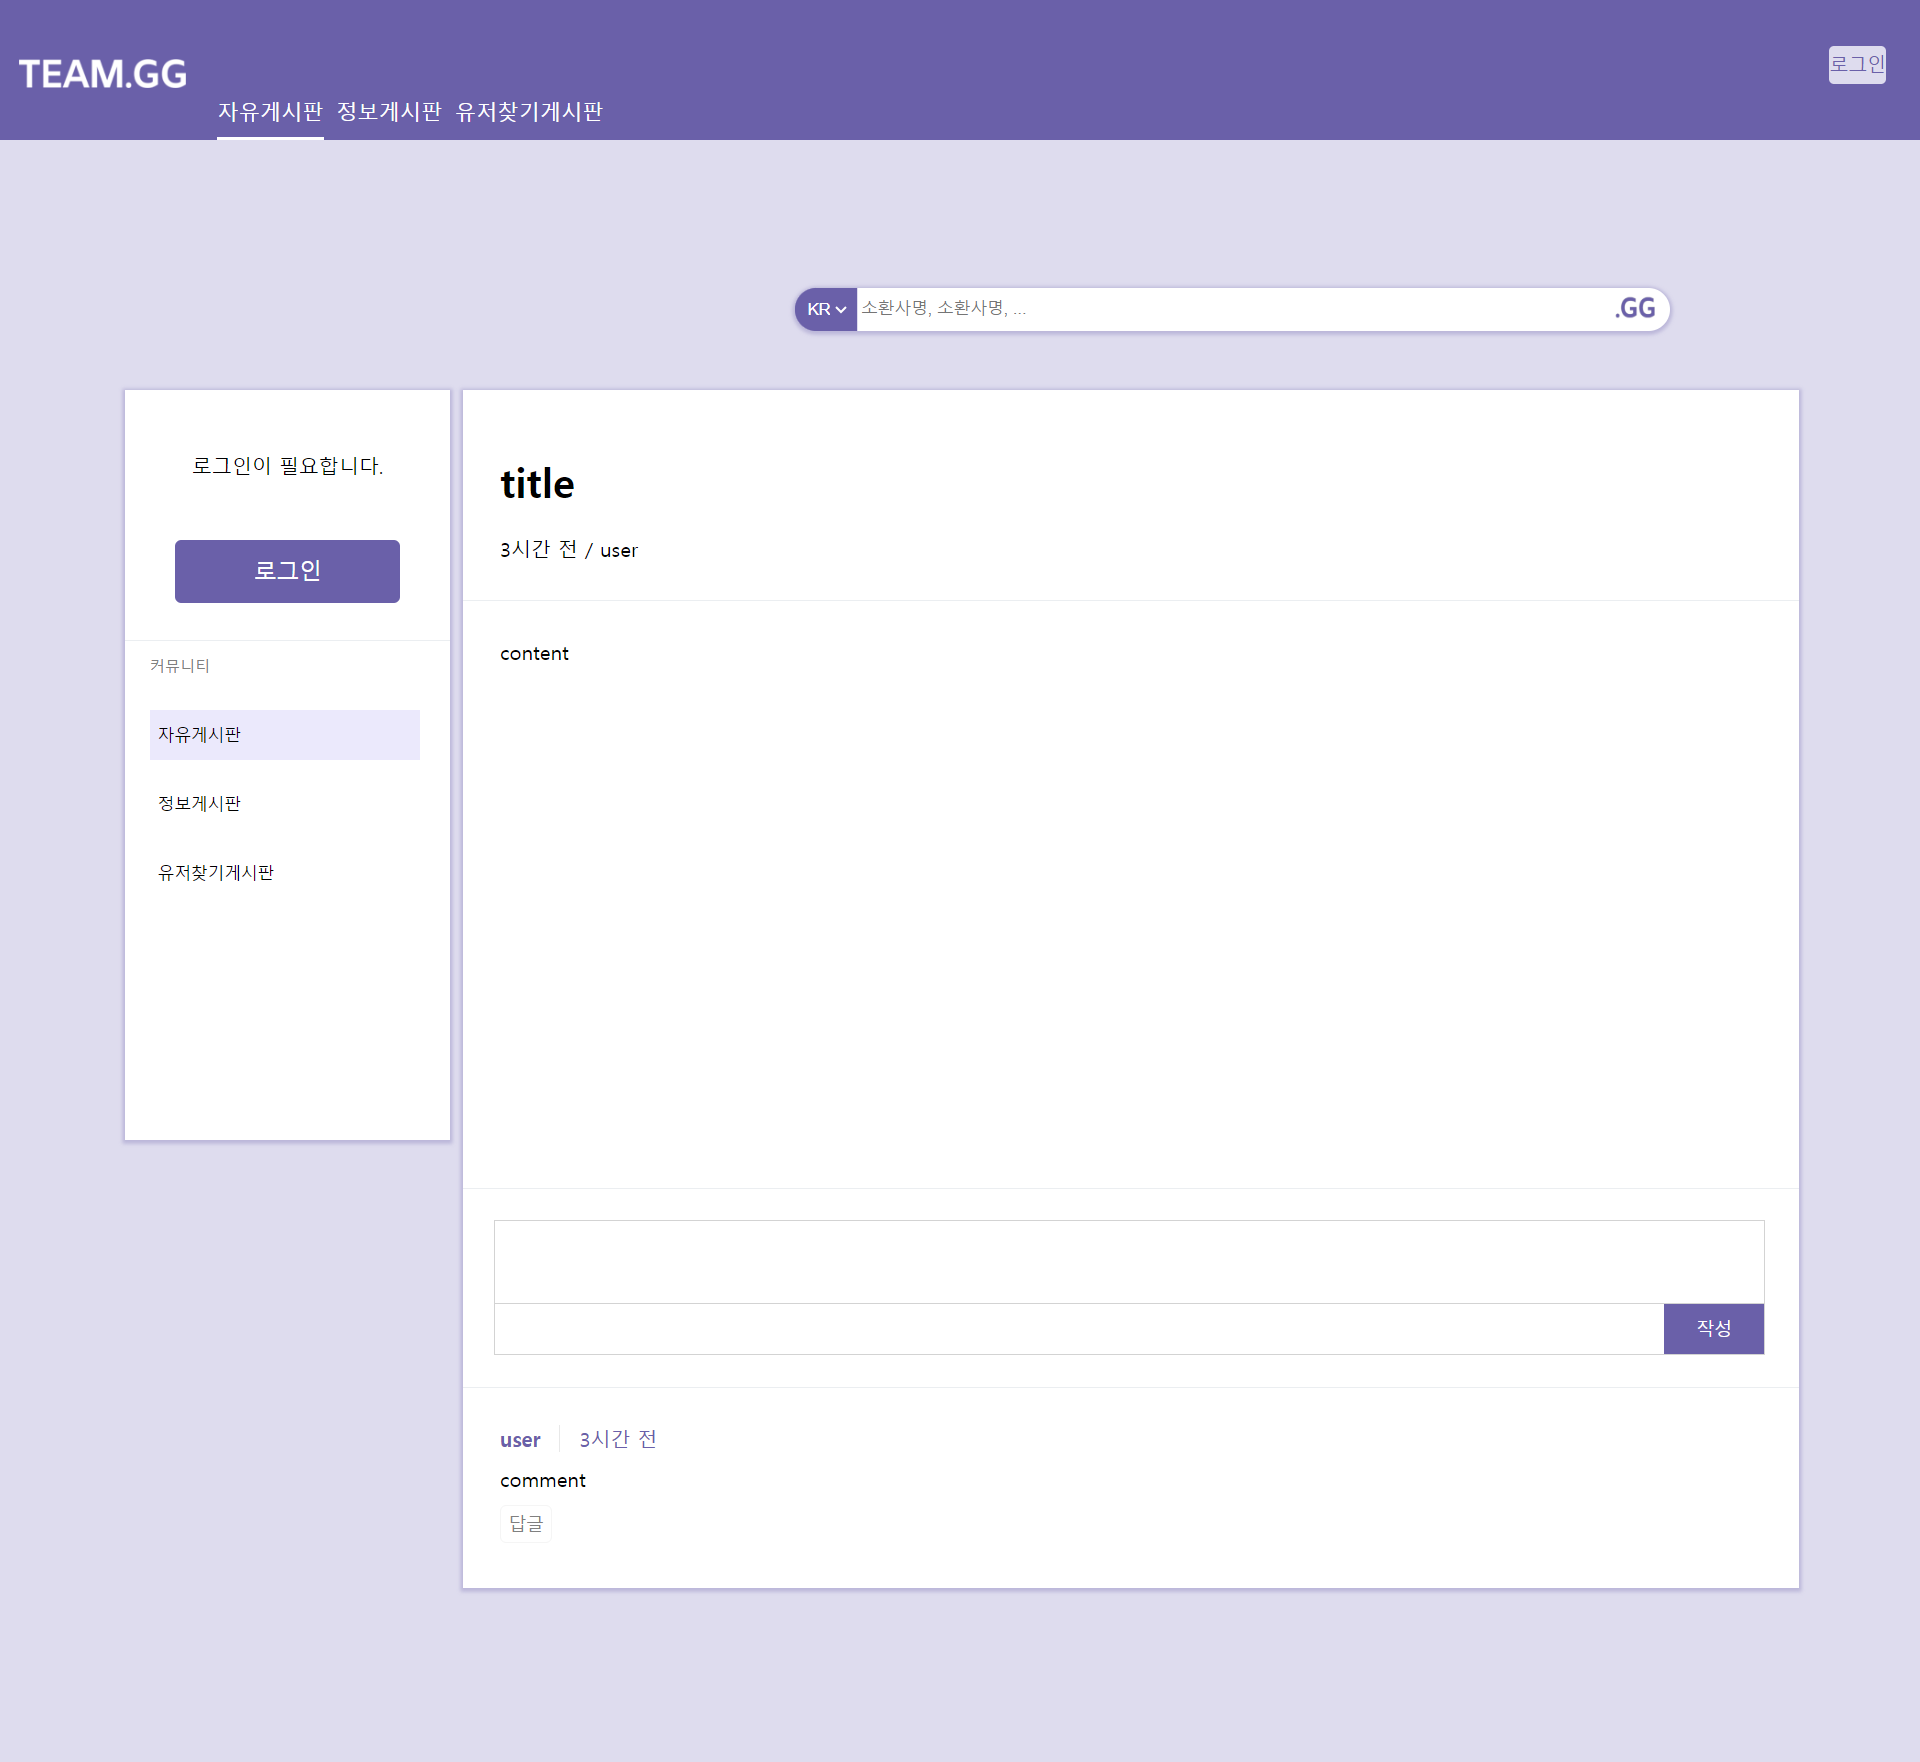 TEAM.GG
로그인
자유게시판 정보게시판 유저찾기게시판
KR 소환사명, 소환사명, ... .GG
로그인이 필요합니다.
로그인
커뮤니티
자유게시판
정보게시판
유저찾기게시판
title
3시간 전 / user
content
작성
user 3시간 전
comment
답글